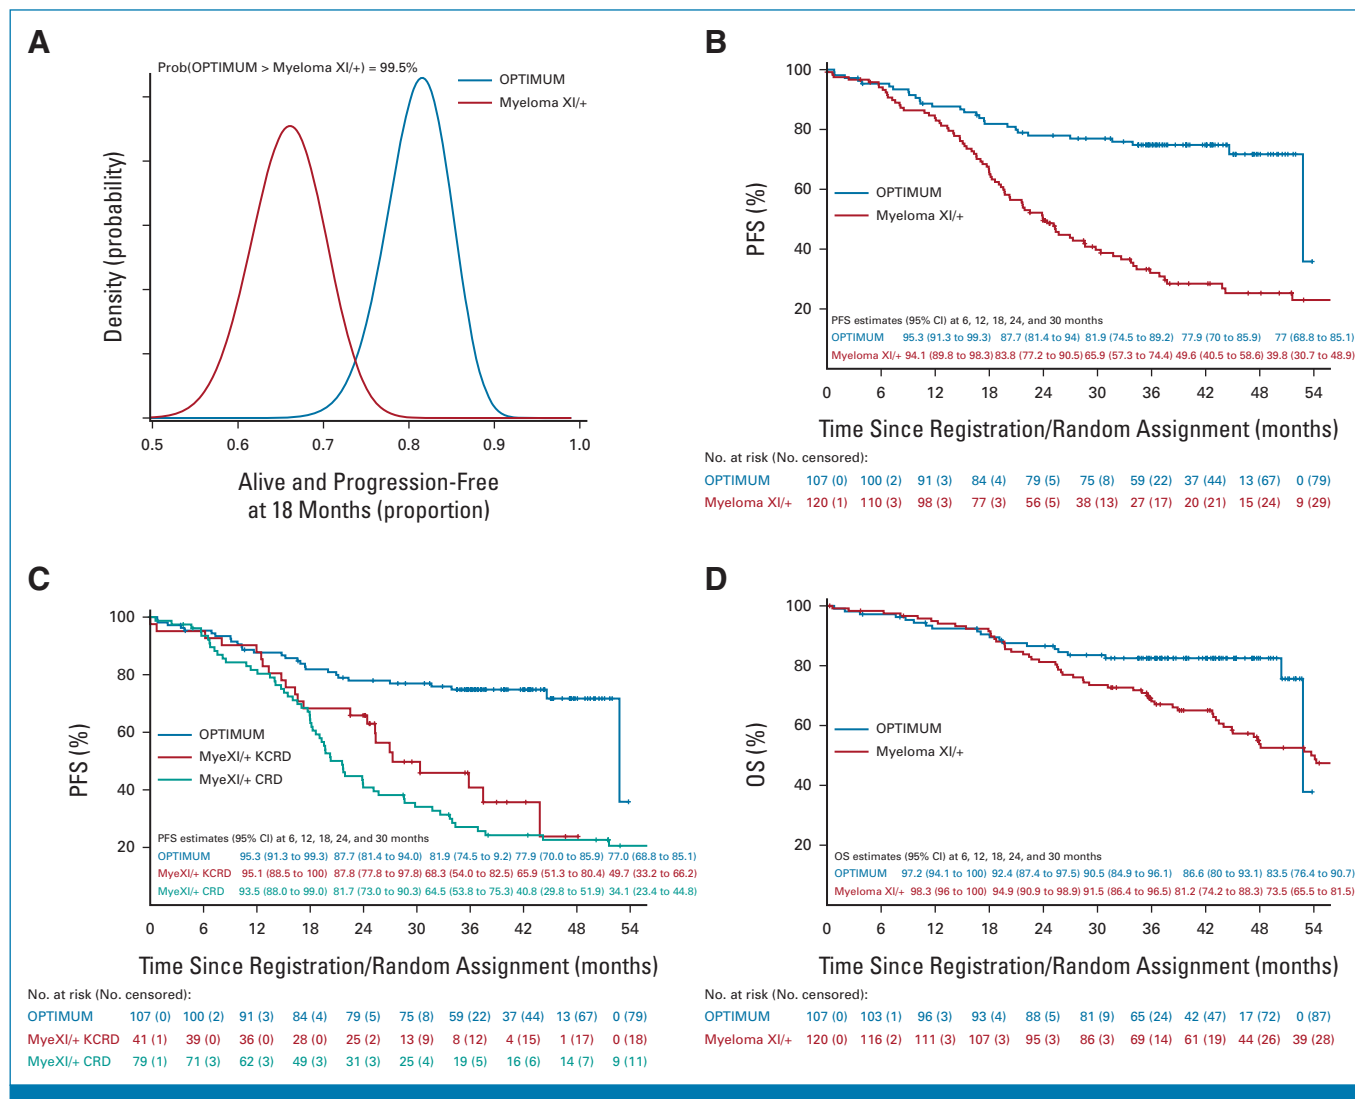 A
Prob(OPTIMUM > Myeloma XI/+) = 99.5%
OPTIMUM
Myeloma XI/+
Density (probability)
0.5 0.6 0.7 0.8 0.9 1.0
Alive and Progression-Free
at 18 Months (proportion)
B
100
80
60
40
20
PFS (%)
OPTIMUM
Myeloma XI/+
PFS estimates (95% CI) at 6, 12, 18, 24, and 30 months
OPTIMUM 95.3 (91.3 to 99.3) 87.7 (81.4 to 94) 81.9 (74.5 to 89.2) 77.9 (70 to 85.9) 77 (68.8 to 85.1)
Myeloma XI/+ 94.1 (89.8 to 98.3) 83.8 (77.2 to 90.5) 65.9 (57.3 to 74.4) 49.6 (40.5 to 58.6) 39.8 (30.7 to 48.9)
0 6 12 18 24 30 36 42 48 54
Time Since Registration/Random Assignment (months)
No. at risk (No. censored):
OPTIMUM 107 (0) 100 (2) 91 (3) 84 (4) 79 (5) 75 (8) 59 (22) 37 (44) 13 (67) 0 (79)
Myeloma XI/+ 120 (1) 110 (3) 98 (3) 77 (3) 56 (5) 38 (13) 27 (17) 20 (21) 15 (24) 9 (29)
C
100
80
60
40
20
PFS (%)
OPTIMUM
MyeXI/+ KCRD
MyeXI/+ CRD
PFS estimates (95% CI) at 6, 12, 18, 24, and 30 months
OPTIMUM 95.3 (91.3 to 99.3) 87.7 (81.4 to 94.0) 81.9 (74.5 to 9.2) 77.9 (70.0 to 85.9) 77.0 (68.8 to 85.1)
MyeXI/+ KCRD 95.1 (88.5 to 100) 87.8 (77.8 to 97.8) 68.3 (54.0 to 82.5) 65.9 (51.3 to 80.4) 49.7 (33.2 to 66.2)
MyeXI/+ CRD 93.5 (88.0 to 99.0) 81.7 (73.0 to 90.3) 64.5 (53.8 to 75.3) 40.8 (29.8 to 51.9) 34.1 (23.4 to 44.8)
0 6 12 18 24 30 36 42 48 54
Time Since Registration/Random Assignment (months)
No. at risk (No. censored):
OPTIMUM 107 (0) 100 (2) 91 (3) 84 (4) 79 (5) 75 (8) 59 (22) 37 (44) 13 (67) 0 (79)
MyeXI/+ KCRD 41 (1) 39 (0) 36 (0) 28 (0) 25 (2) 13 (9) 8 (12) 4 (15) 1 (17) 0 (18)
MyeXI/+ CRD 79 (1) 71 (3) 62 (3) 49 (3) 31 (3) 25 (4) 19 (5) 16 (6) 14 (7) 9 (11)
D
100
80
60
40
20
OS (%)
OPTIMUM
Myeloma XI/+
OS estimates (95% CI) at 6, 12, 18, 24, and 30 months
OPTIMUM 97.2 (94.1 to 100) 92.4 (87.4 to 97.5) 90.5 (84.9 to 96.1) 86.6 (80 to 93.1) 83.5 (76.4 to 90.7)
Myeloma XI/+ 98.3 (96 to 100) 94.9 (90.9 to 98.9) 91.5 (86.4 to 96.5) 81.2 (74.2 to 88.3) 73.5 (65.5 to 81.5)
0 6 12 18 24 30 36 42 48 54
Time Since Registration/Random Assignment (months)
No. at risk (No. censored):
OPTIMUM 107 (0) 103 (1) 96 (3) 93 (4) 88 (5) 81 (9) 65 (24) 42 (47) 17 (72) 0 (87)
Myeloma XI/+ 120 (0) 116 (2) 111 (3) 107 (3) 95 (3) 86 (3) 69 (14) 61 (19) 44 (26) 39 (28)